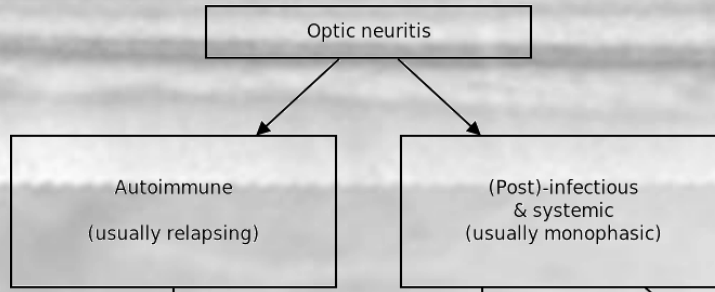 Optic neuritis
Autoimmune
(usually relapsing)
(Post)-infectious
& systemic
(usually monophasic)